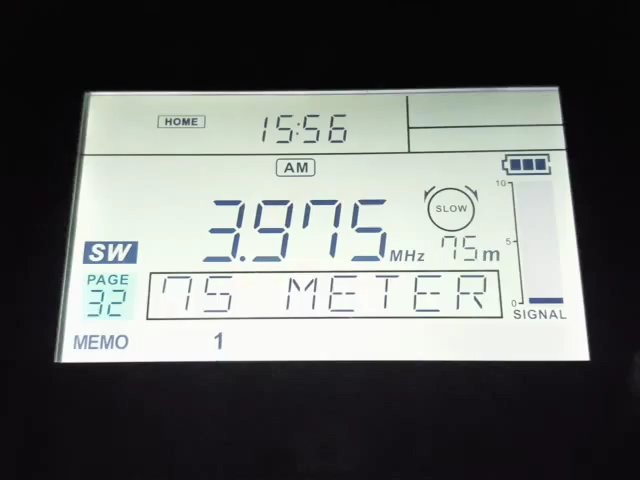 HOME 15:56
AM
10
SLOW
SW 3.975 MHz 75m
5
PAGE
32
75 METER
0
SIGNAL
MEMO 1